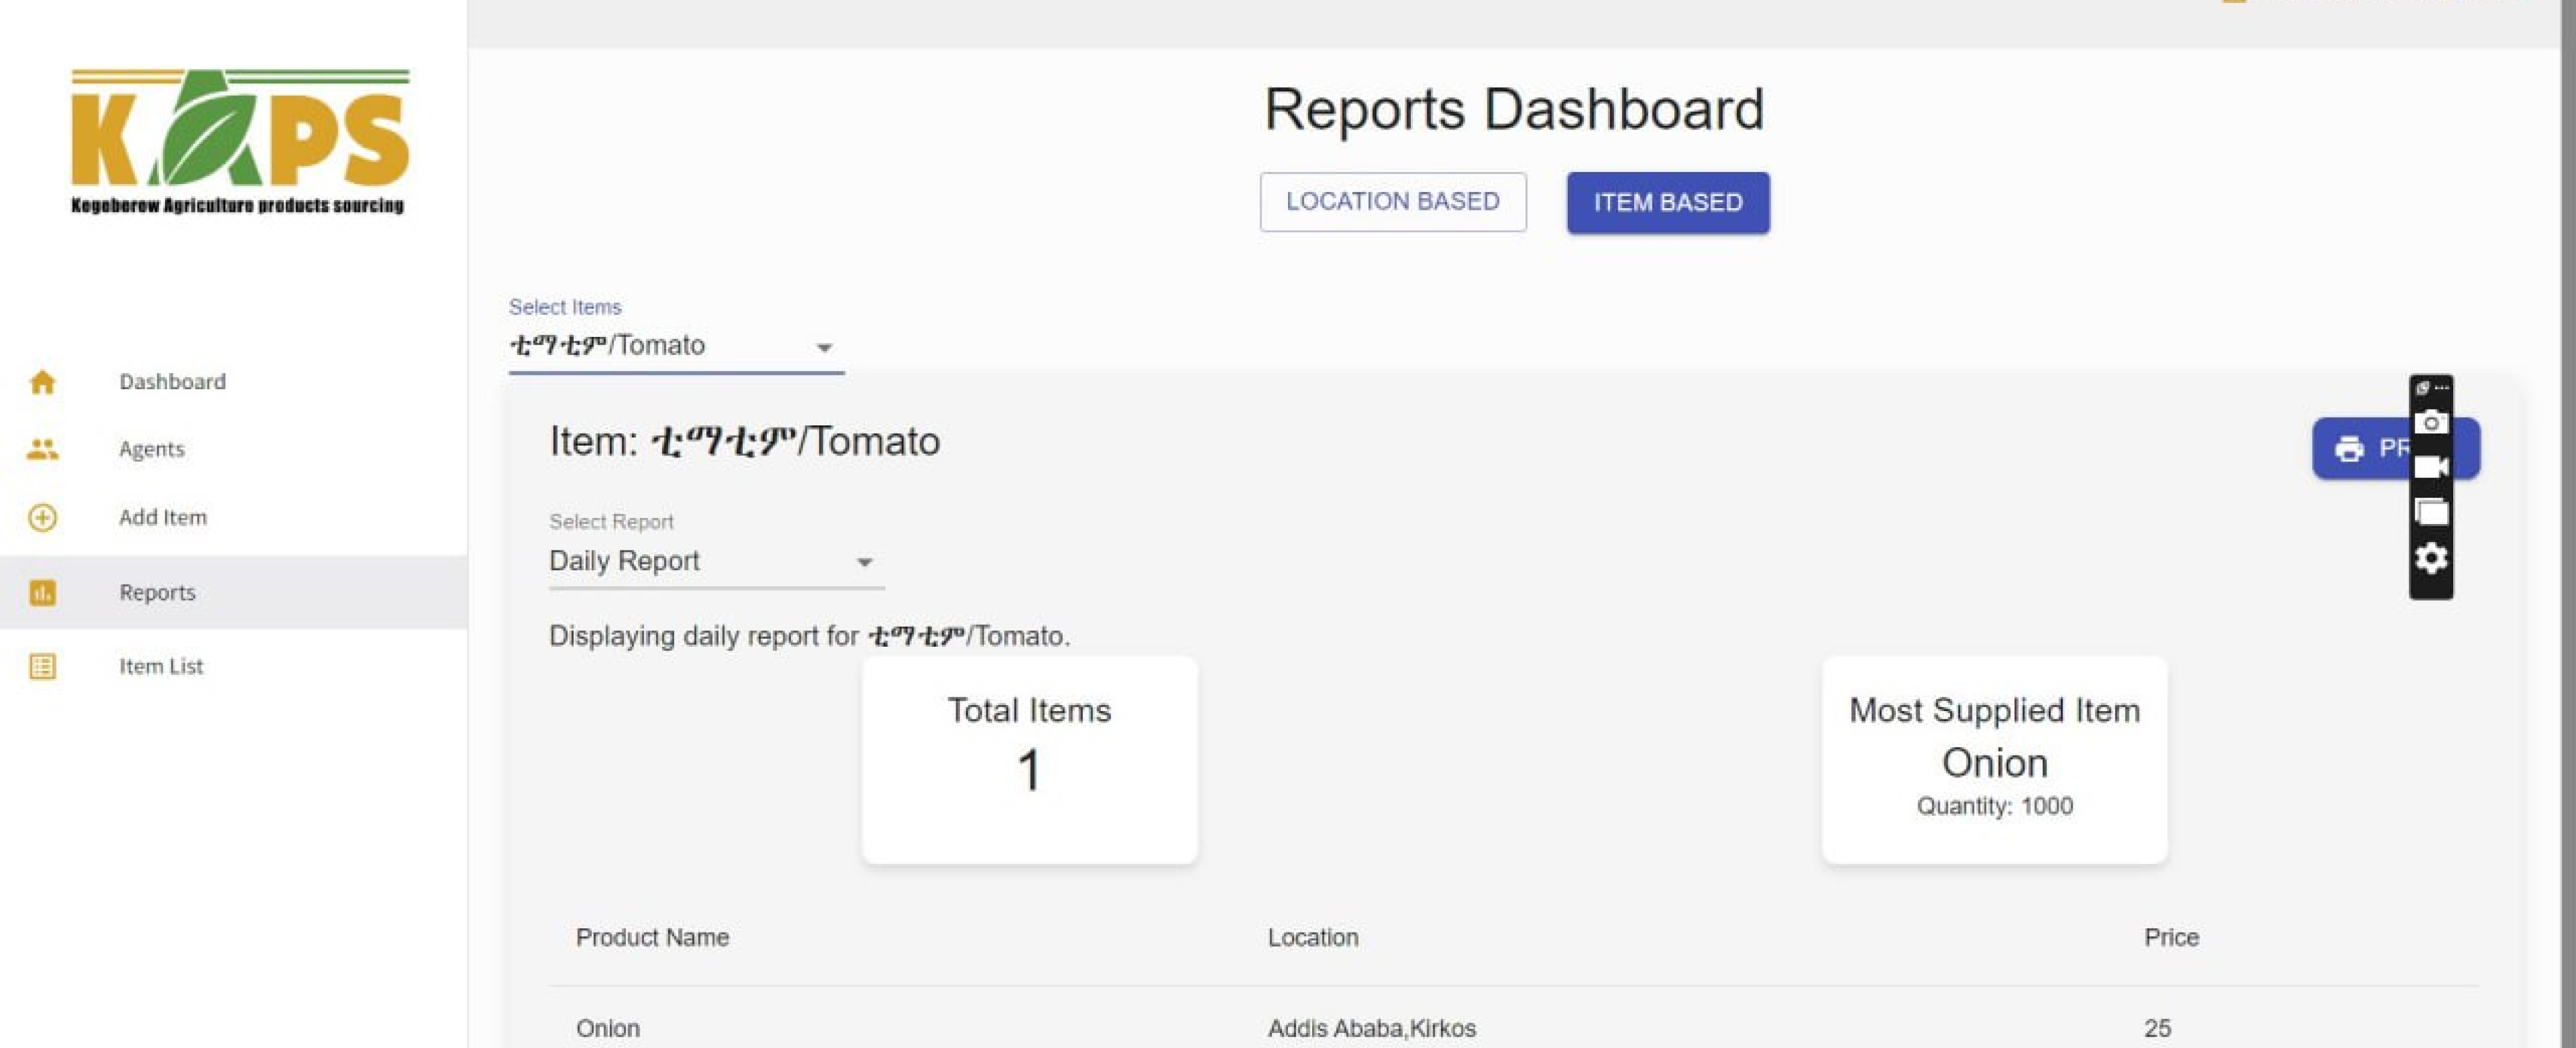 KAPS
Kegeberew Agriculture products sourcing
Dashboard
Agents
Add Item
Reports
Item List
Reports Dashboard
LOCATION BASED
ITEM BASED
Select Items
ቲማቲም/Tomato
Item: ቲማቲም/Tomato
Select Report
Daily Report
Displaying daily report for ቲማቲም/Tomato.
Total Items
1
Most Supplied Item
Onion
Quantity: 1000
Product Name Location Price
Onion Addis Ababa,Kirkos 25